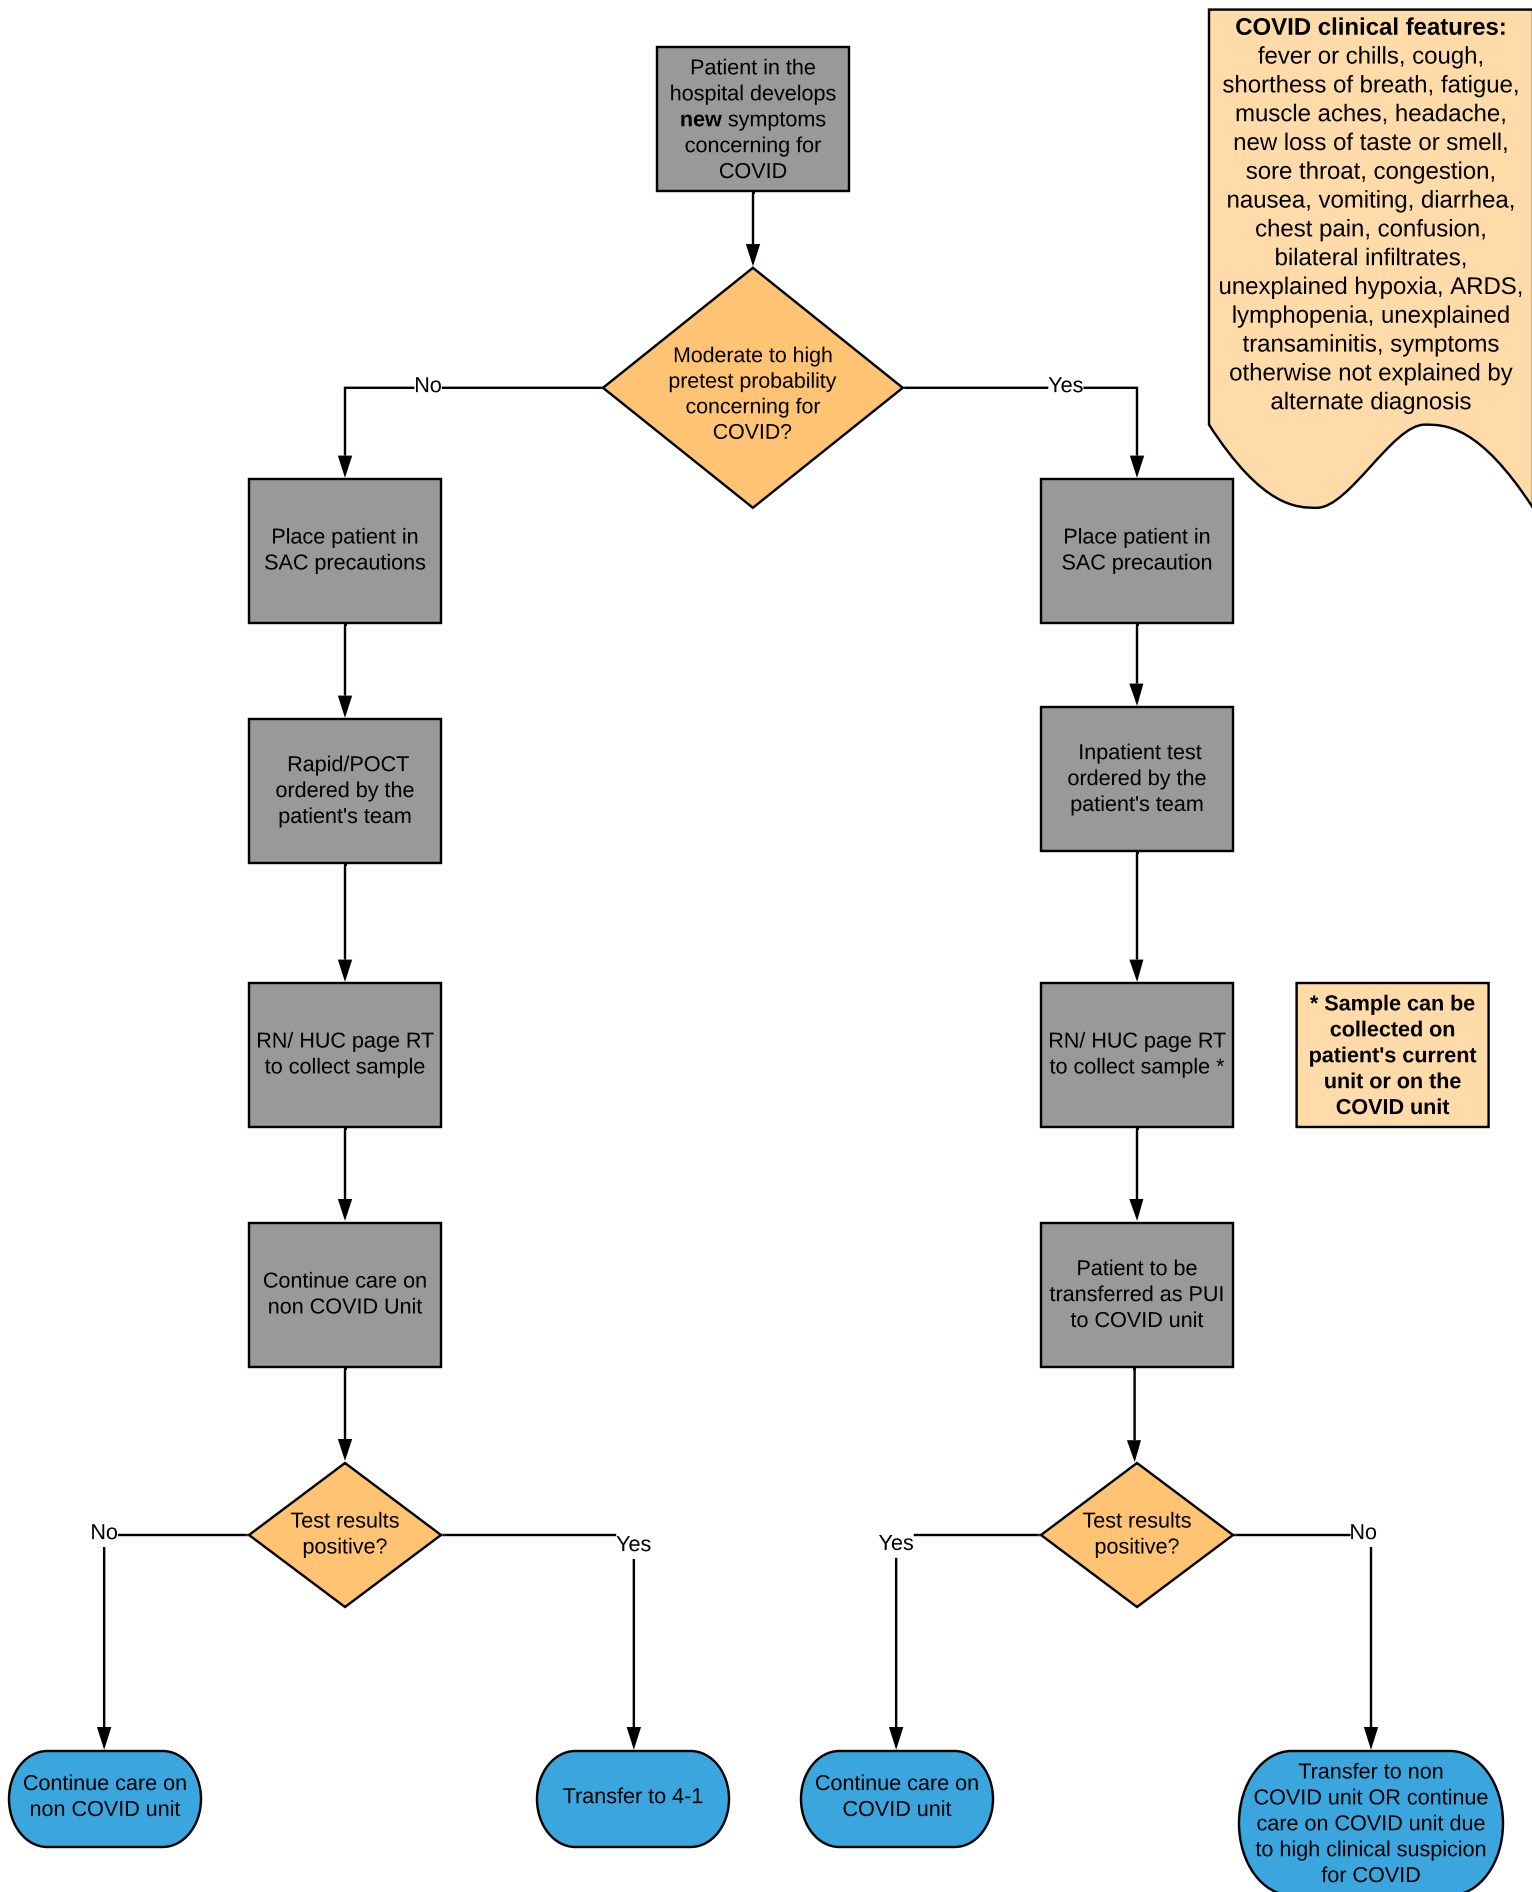 COVID clinical features:
fever or chills, cough,
shorthess of breath, fatigue,
muscle aches, headache,
new loss of taste or smell,
sore throat, congestion,
nausea, vomiting, diarrhea,
chest pain, confusion,
bilateral infiltrates,
unexplained hypoxia, ARDS,
lymphopenia, unexplained
transaminitis, symptoms
otherwise not explained by
alternate diagnosis
Patient in the
hospital develops
new symptoms
concerning for
COVID
Moderate to high
pretest probability
concerning for
COVID?
No
Yes
Place patient in
SAC precautions
Place patient in
SAC precaution
Rapid/POCT
ordered by the
patient's team
Inpatient test
ordered by the
patient's team
RN/ HUC page RT
to collect sample
RN/ HUC page RT
to collect sample *
* Sample can be
collected on
patient's current
unit or on the
COVID unit
Continue care on
non COVID Unit
Patient to be
transferred as PUI
to COVID unit
Test results
positive?
No
Yes
Test results
positive?
Yes
No
Continue care on
non COVID unit
Transfer to 4-1
Continue care on
COVID unit
Transfer to non
COVID unit OR continue
care on COVID unit due
to high clinical suspicion
for COVID